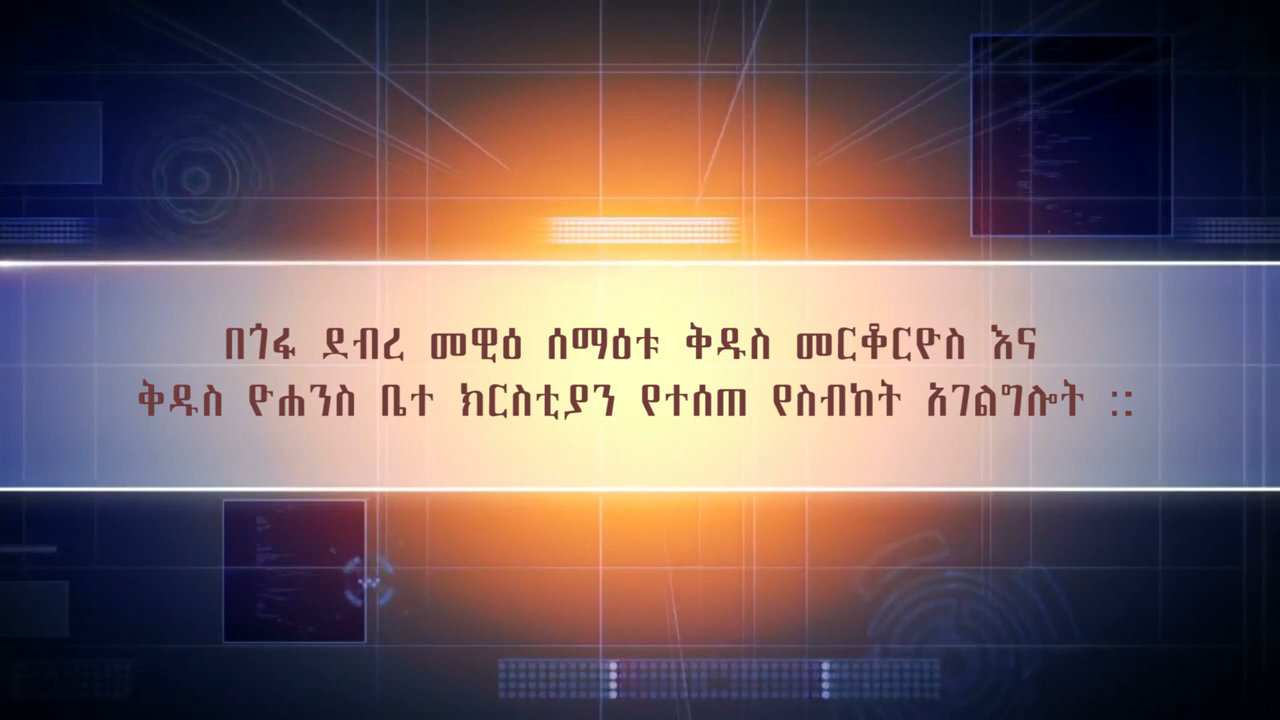 በጎፋ ደብረ መዊዕ ሰማዕቱ ቅዱስ መርቆርዮስ እና
ቅዱስ ዮሐንስ ቤተ ክርስቲያን የተሰጠ የስብከት አገልግሎት ::